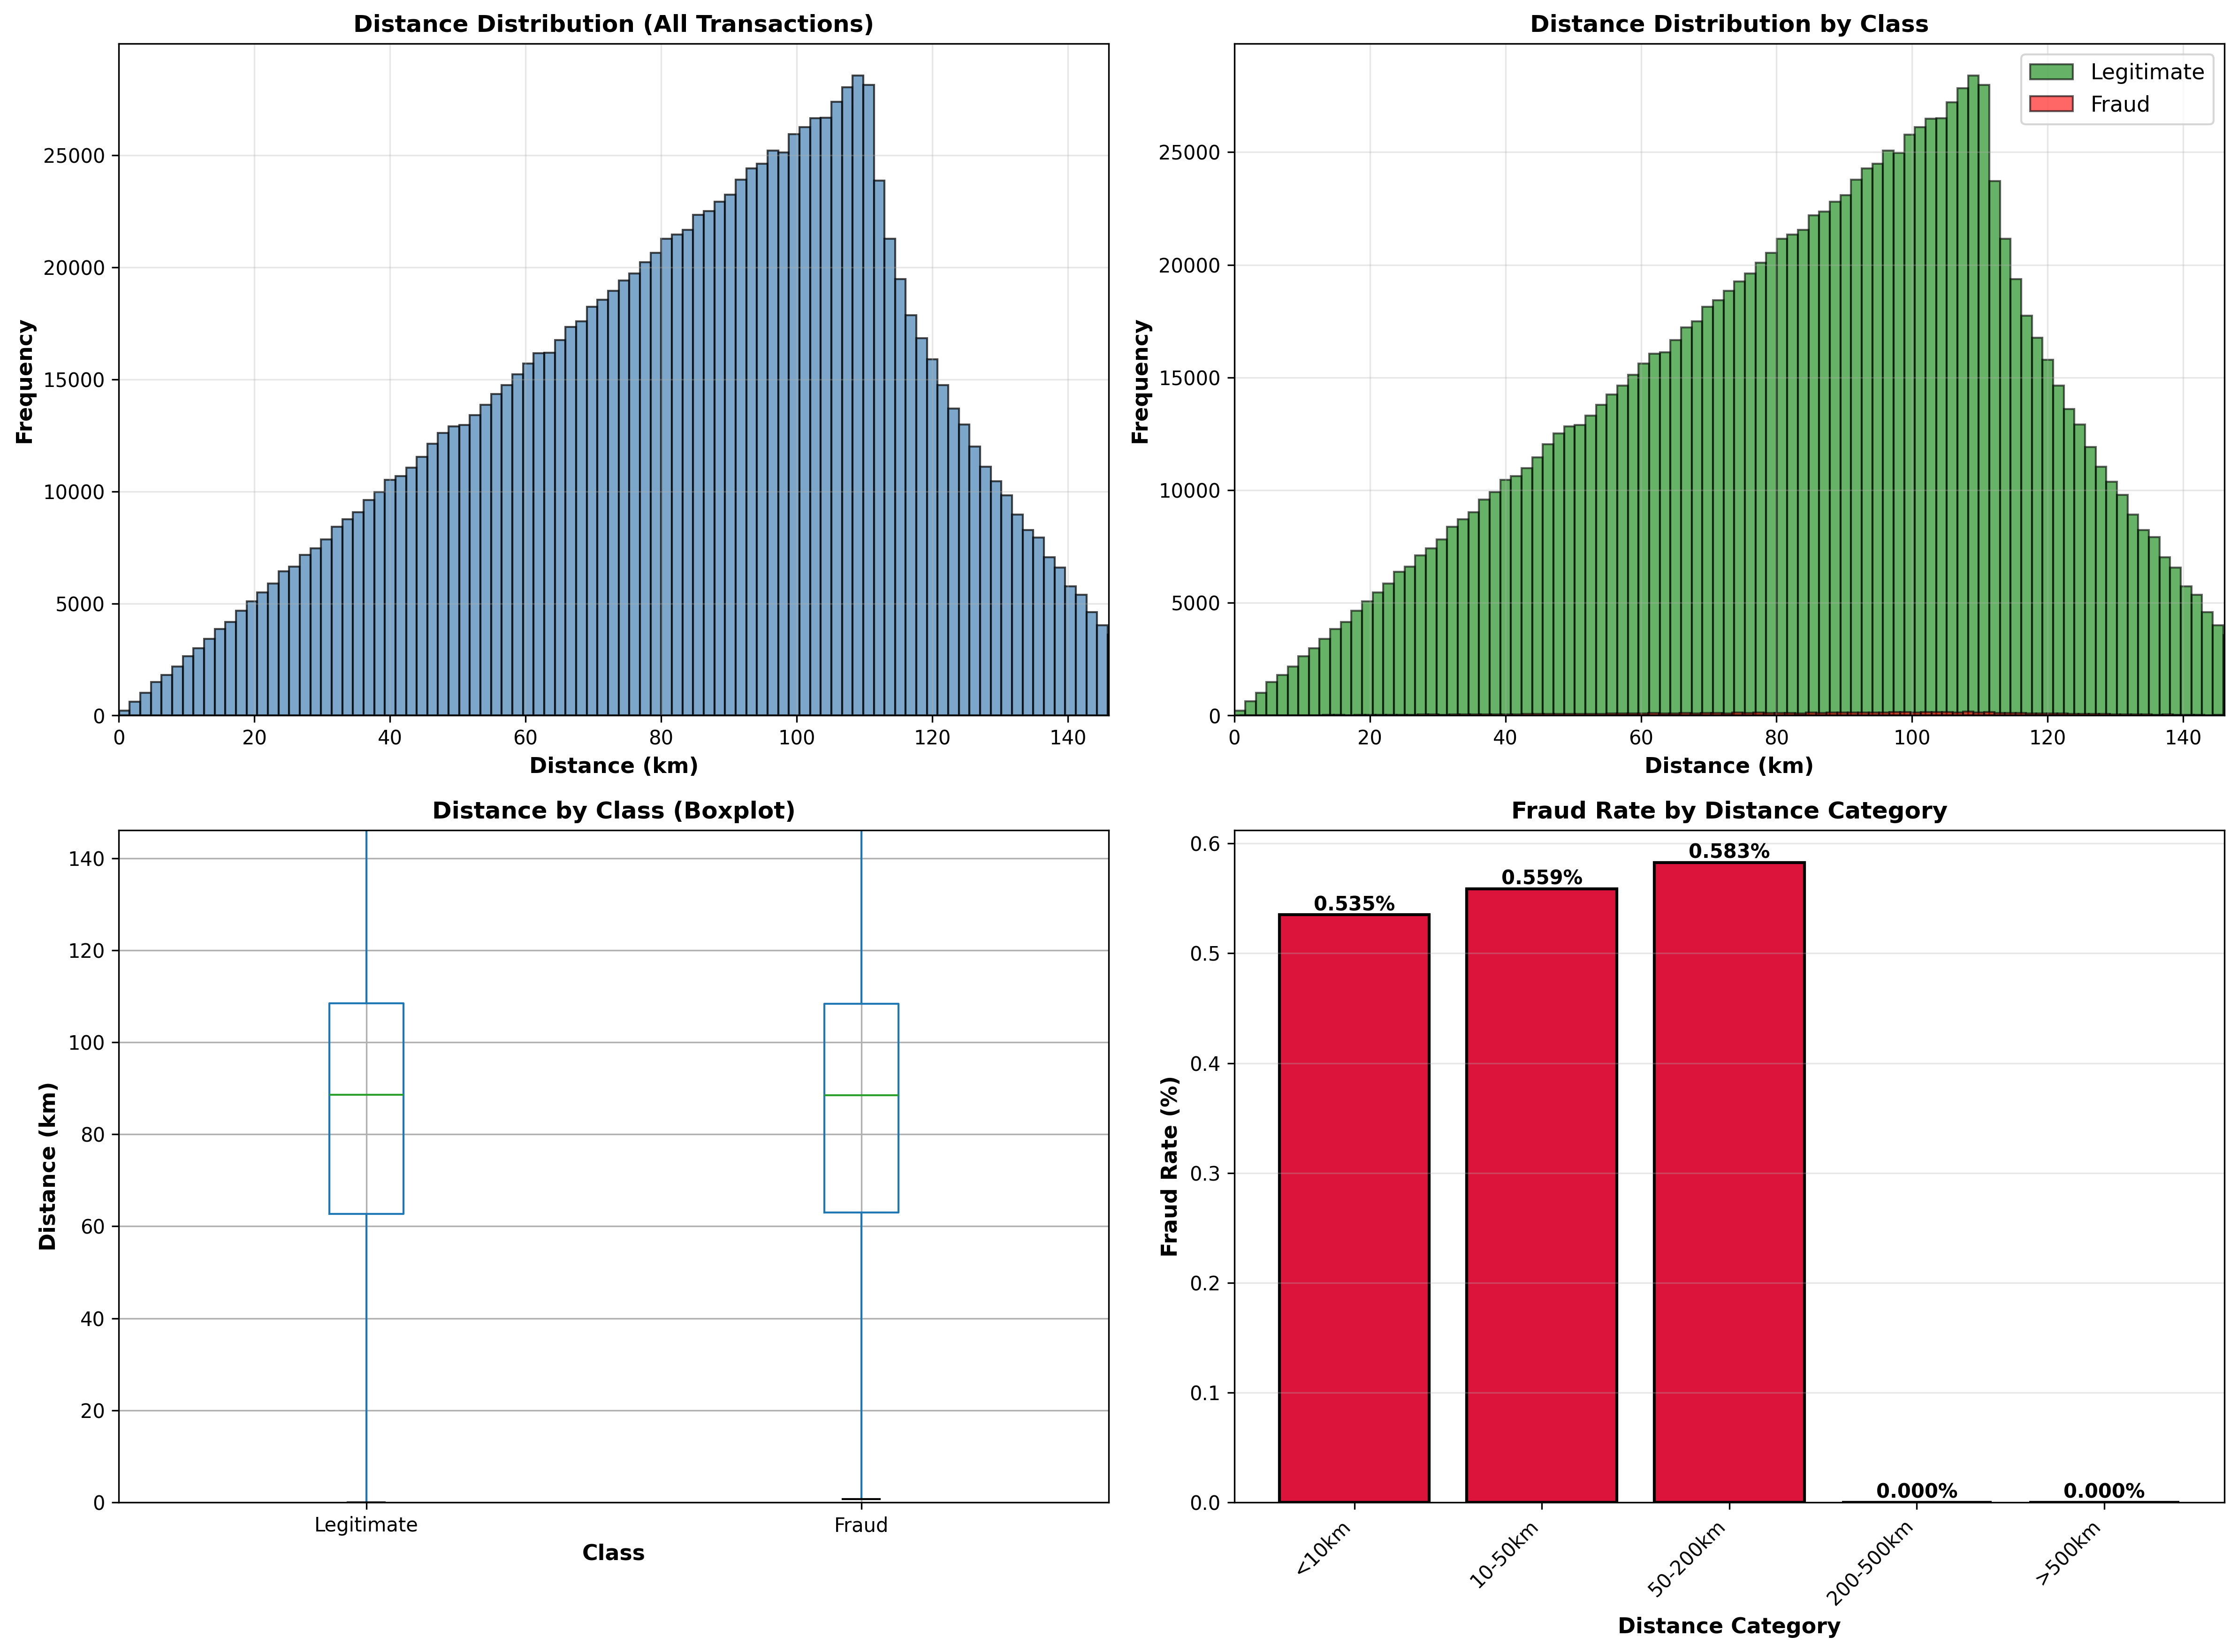 Distance Distribution (All Transactions)
Frequency
25000
20000
15000
10000
5000
0
0 20 40 60 80 100 120 140
Distance (km)
Distance Distribution by Class
Legitimate
Fraud
Frequency
25000
20000
15000
10000
5000
0
0 20 40 60 80 100 120 140
Distance (km)
Distance by Class (Boxplot)
Distance (km)
140
120
100
80
60
40
20
0
Legitimate Fraud
Class
Fraud Rate by Distance Category
Fraud Rate (%)
0.6
0.5
0.4
0.3
0.2
0.1
0.0
0.535% 0.559% 0.583% 0.000% 0.000%
<10km 10-50km 50-200km 200-500km >500km
Distance Category